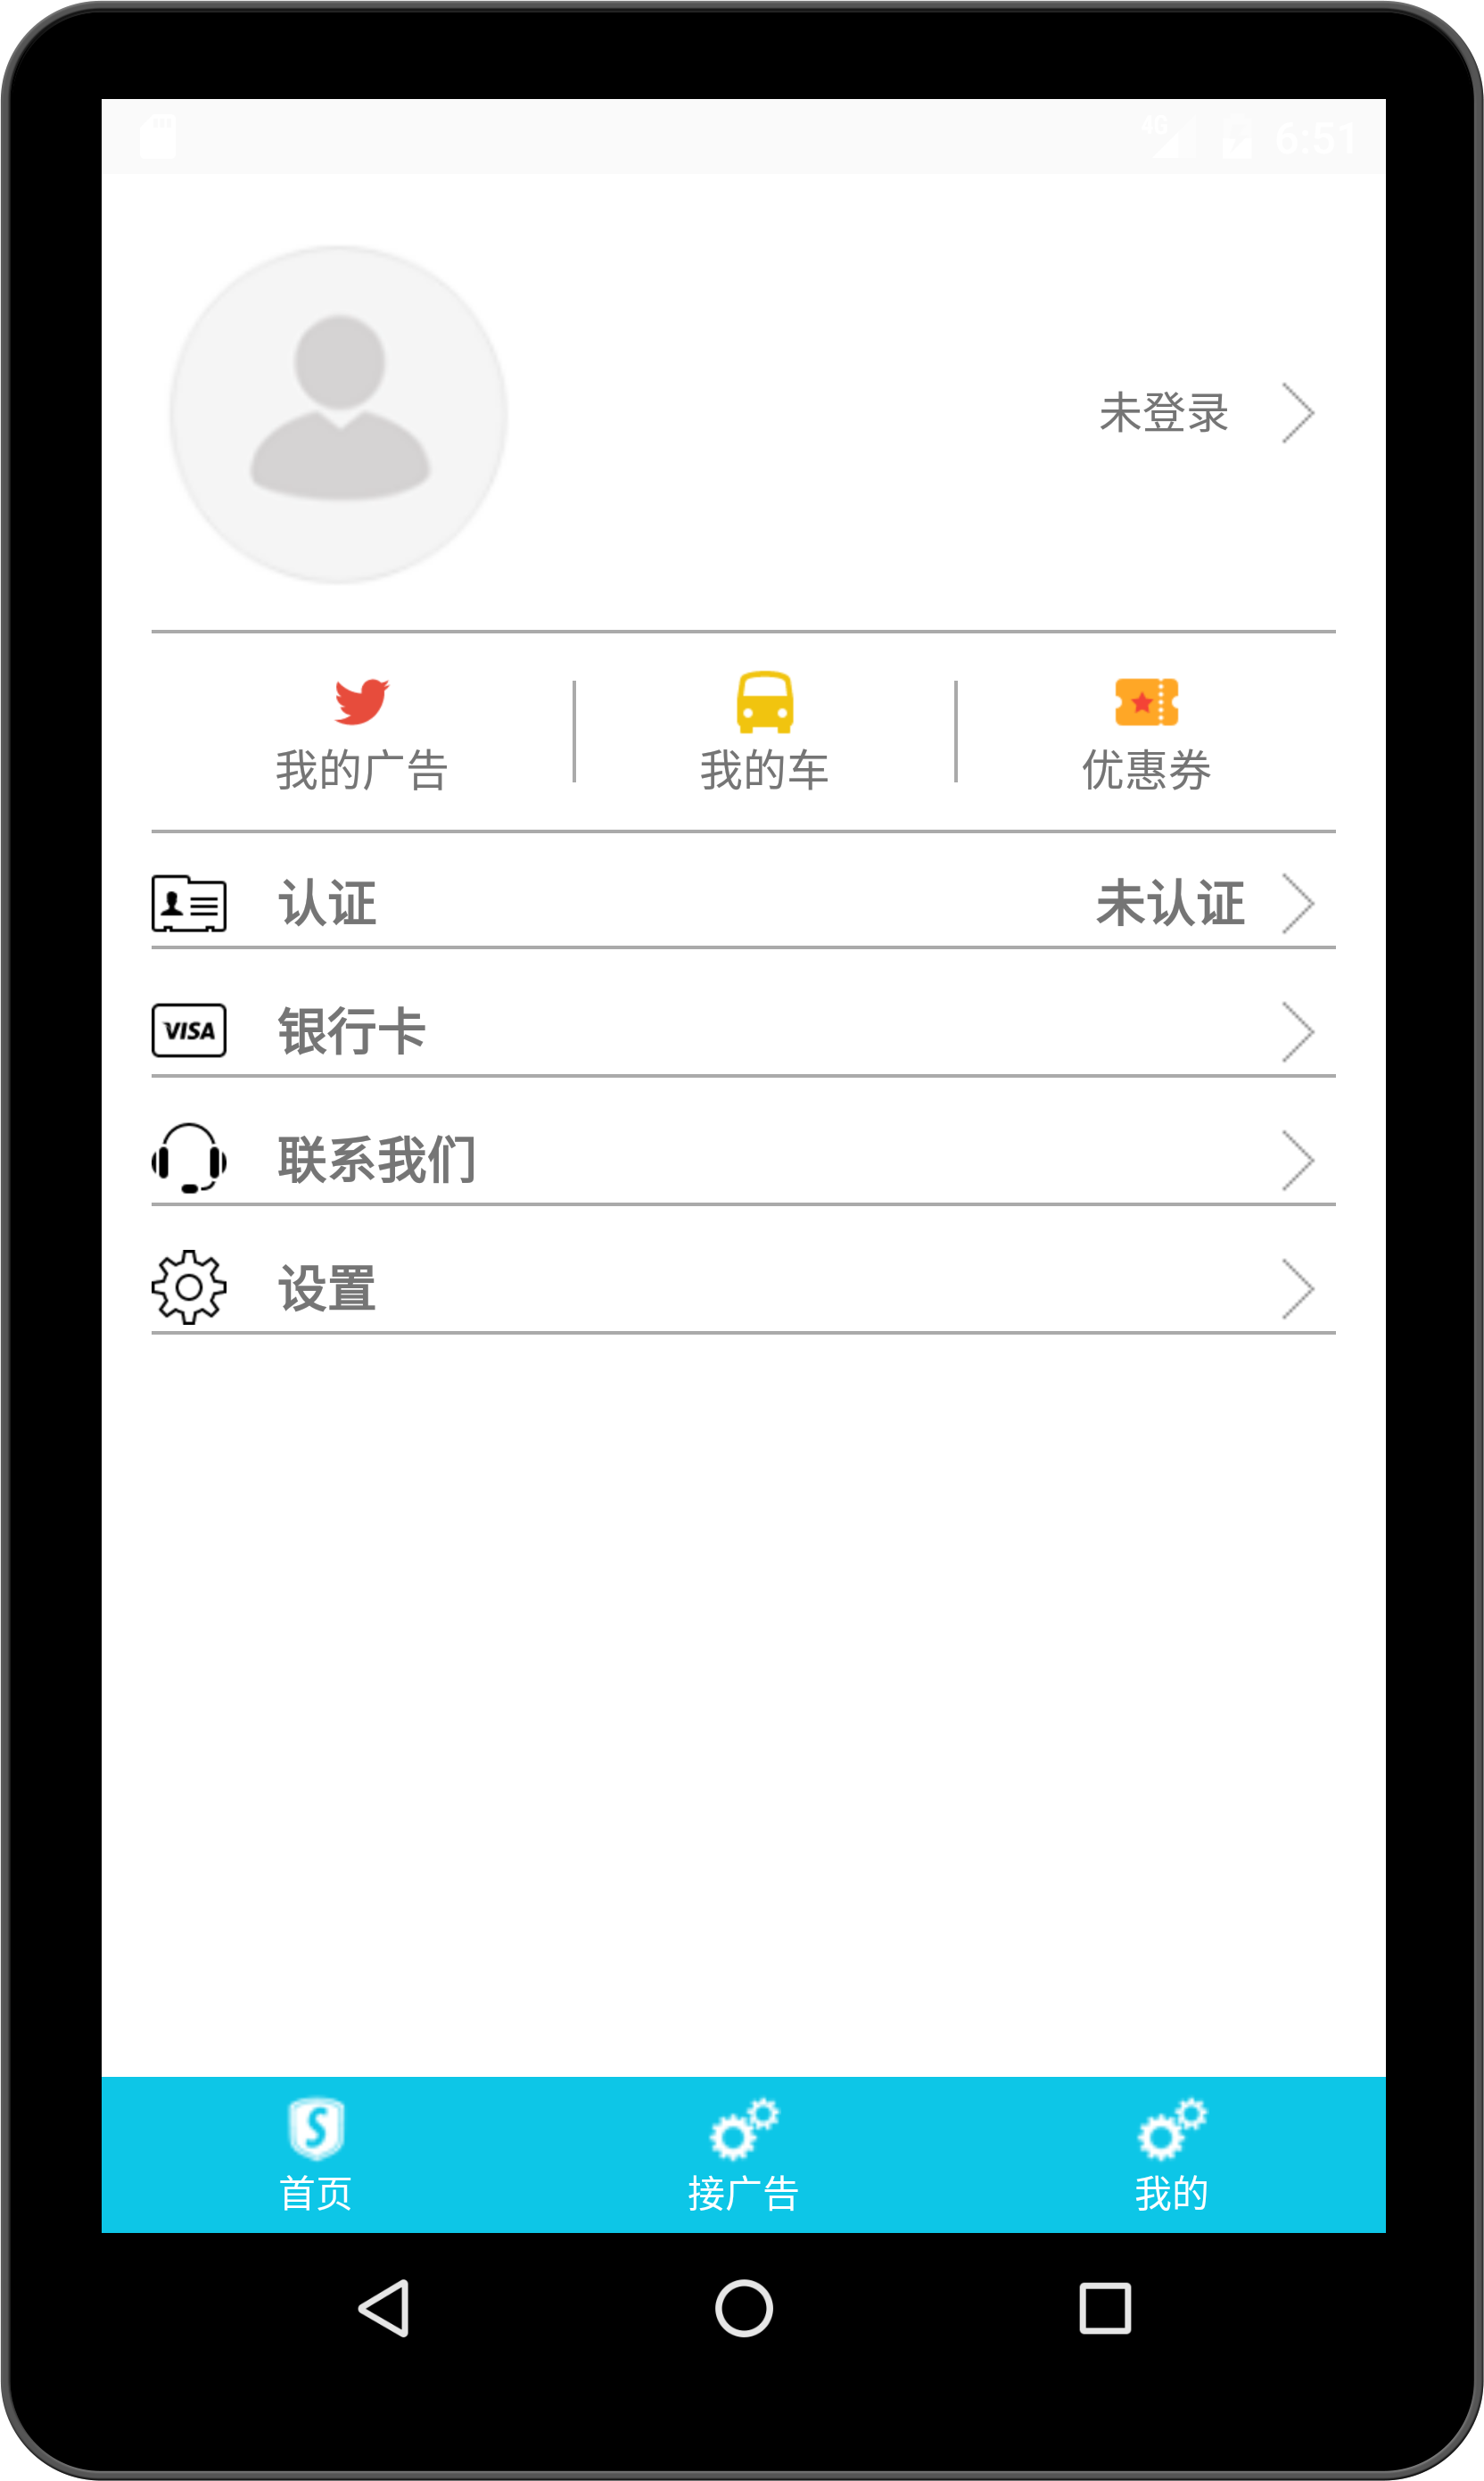 4G 6:51
未登录
我的广告 我的车 优惠券
认证 未认证
VISA 银行卡
联系我们
设置
S
首页 接广告 我的